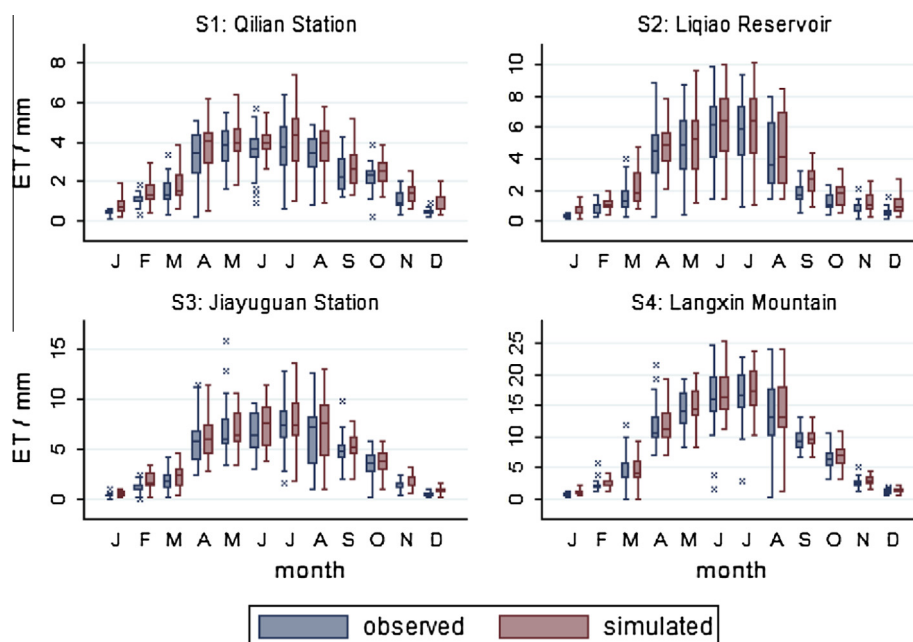 S1: Qilian Station
S2: Liqiao Reservoir
ET / mm
8
6
4
2
0
10
8
6
4
2
0
J F M A M J J A S O N D
J F M A M J J A S O N D
S3: Jiayuguan Station
S4: Langxin Mountain
ET / mm
15
10
5
0
25
20
15
10
5
0
J F M A M J J A S O N D
J F M A M J J A S O N D
month
month
observed
simulated